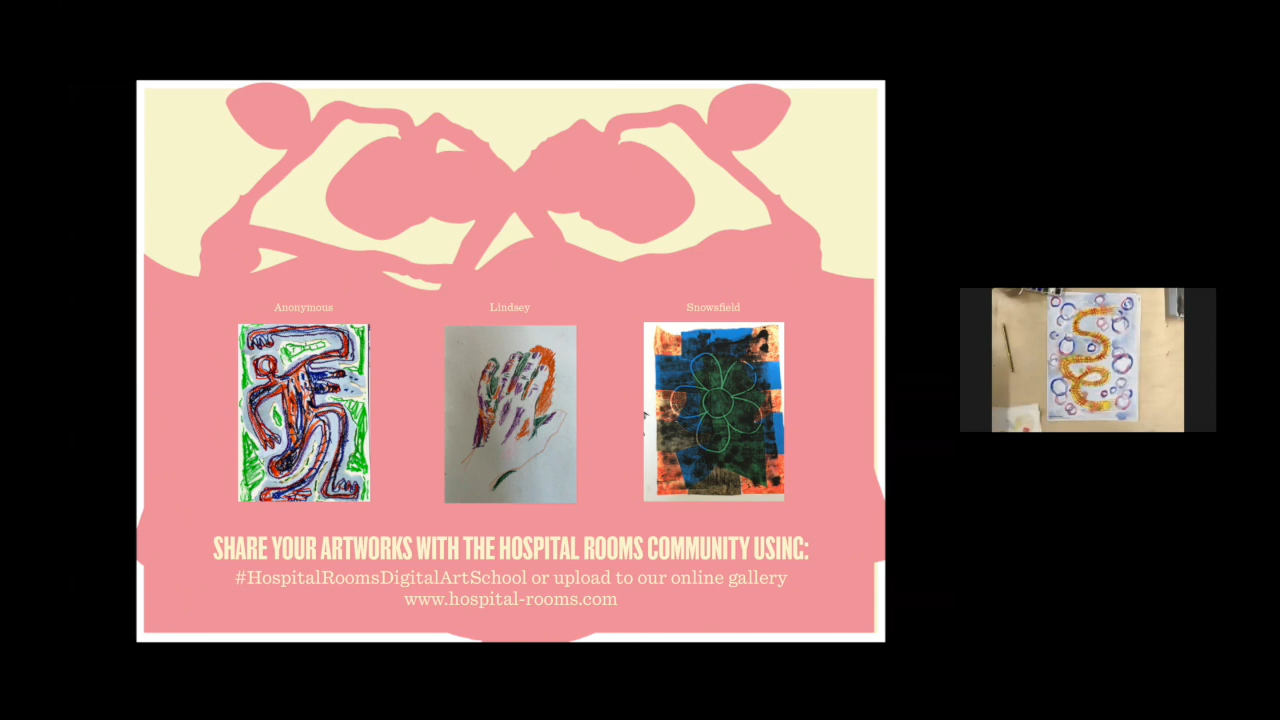 Anonymous
Lindsey
Snowsfield
SHARE YOUR ARTWORKS WITH THE HOSPITAL ROOMS COMMUNITY USING:
#HospitalRoomsDigitalArtSchool or upload to our online gallery
www.hospital-rooms.com